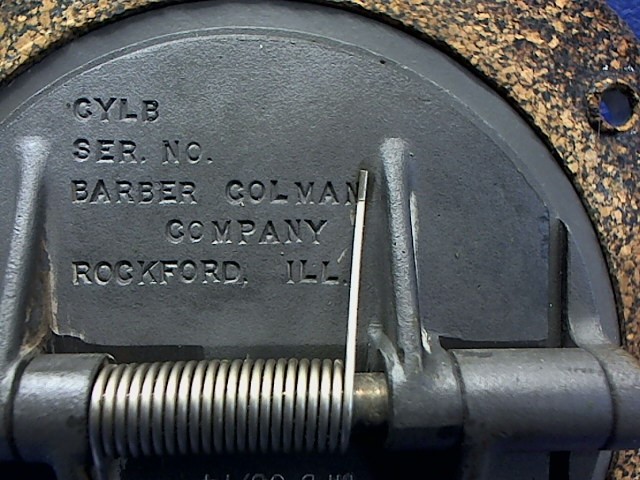 CYLB
SER. NO.
BARBER COLMAN
COMPANY
ROCKFORD, ILL.